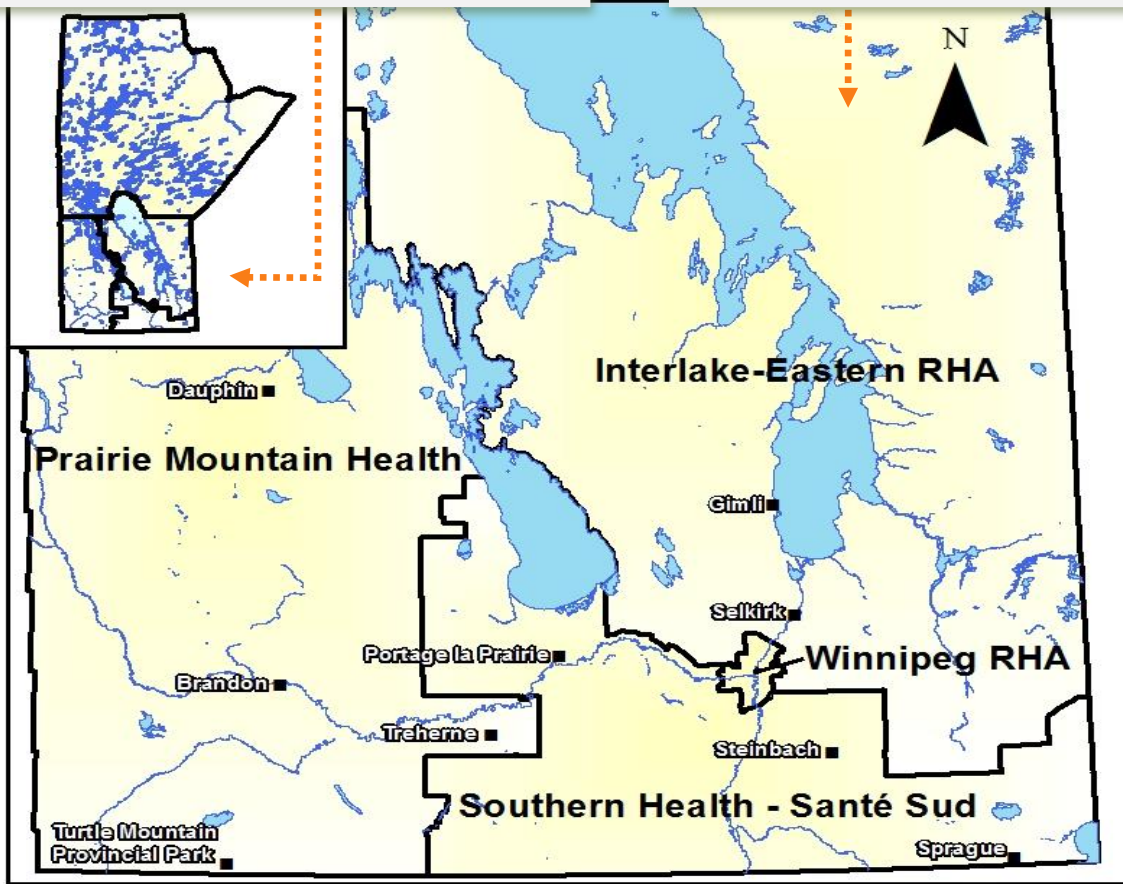 N
Interlake-Eastern RHA
Dauphin
Prairie Mountain Health
Gimli
Selkirk
Portage la Prairie
Winnipeg RHA
Brandon
Treherne
Steinbach
Southern Health - Santé Sud
Turtle Mountain
Provincial Park
Sprague